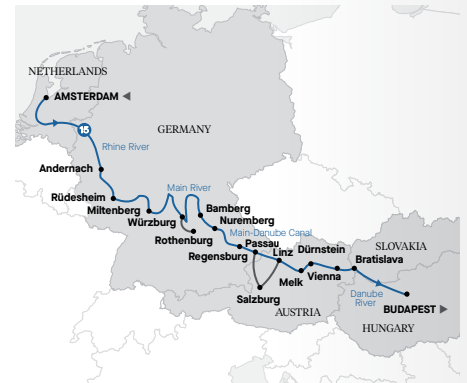 NETHERLANDS
AMSTERDAM
15
GERMANY
Rhine River
Andernach
Rüdesheim
Main River
Miltenberg
Bamberg
Würzburg
Nuremberg
Main-Danube Canal
Rothenburg
Passau
Regensburg
Linz
Dürnstein
SLOVAKIA
Bratislava
Melk
Vienna
Salzburg
Danube
River
BUDAPEST
AUSTRIA
HUNGARY